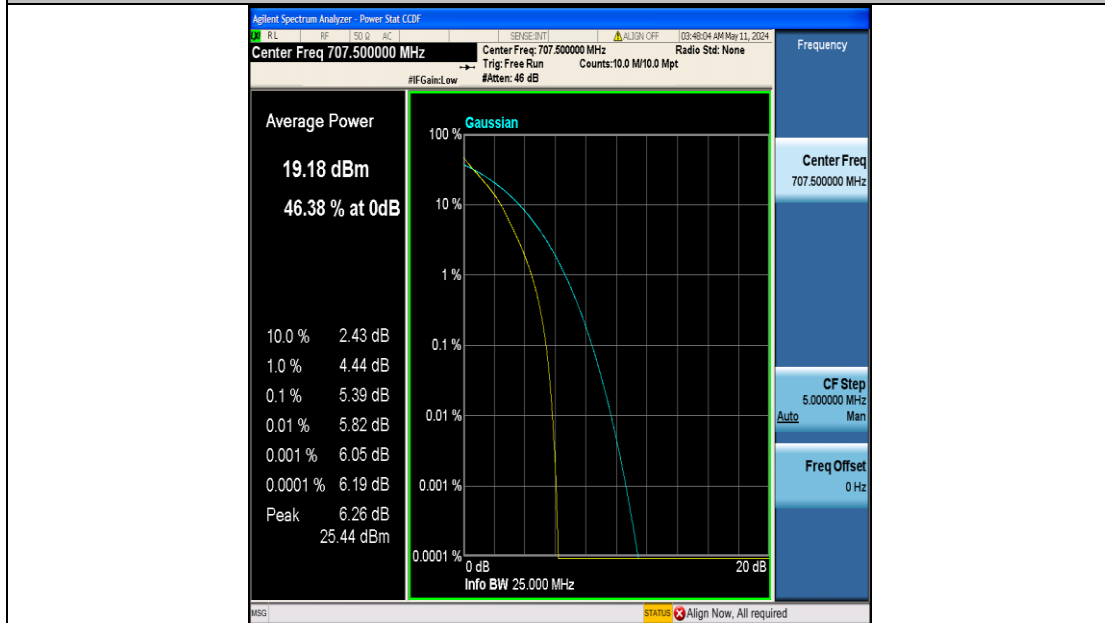 Agilent Spectrum Analyzer - Power Stat CCDF
RL RF 50 Ω AC SENSE:INT ALIGN OFF 03:48:04 AM May 11, 2024
Center Freq 707.500000 MHz
Center Freq: 707.500000 MHz Radio Std: None
Trig: Free Run Counts:10.0 M/10.0 Mpt
#IFGain:Low #Atten: 46 dB
Frequency
Average Power
19.18 dBm
46.38 % at 0dB
10.0 % 2.43 dB
1.0 % 4.44 dB
0.1 % 5.39 dB
0.01 % 5.82 dB
0.001 % 6.05 dB
0.0001 % 6.19 dB
Peak 6.26 dB
25.44 dBm
Gaussian
100 %
10 %
1 %
0.1 %
0.01 %
0.001 %
0.0001 %
0 dB 20 dB
Info BW 25.000 MHz
Center Freq
707.500000 MHz
CF Step
5.000000 MHz
Auto Man
Freq Offset
0 Hz
MSG STATUS Align Now, All required